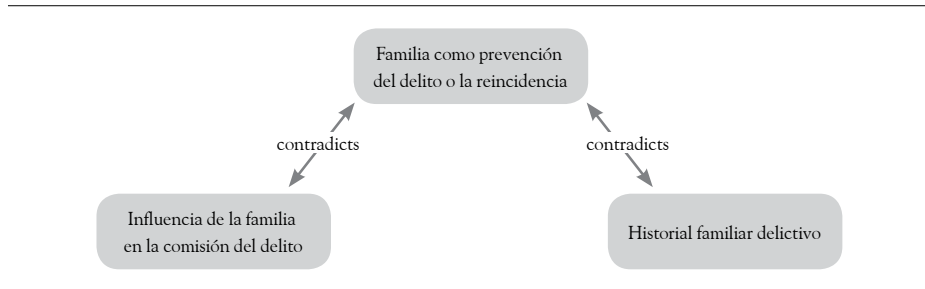 Familia como prevención
del delito o la reincidencia
contradicts
contradicts
Influencia de la familia
en la comisión del delito
Historial familiar delictivo